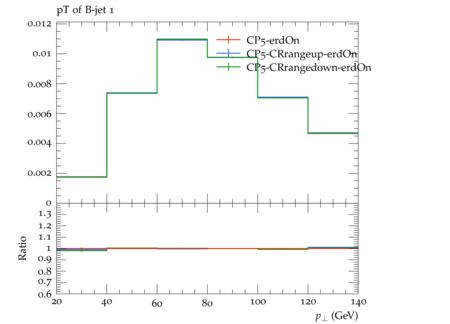 pT of B-jet 1
0.012
0.01
0.008
0.006
0.004
0.002
0
CP5-erdOn
CP5-CRrangeup-erdOn
CP5-CRrangedown-erdOn
1.3
1.2
1.1
1
0.9
0.8
0.7
0.6
Ratio
20 40 60 80 100 120 140
p⊥ (GeV)